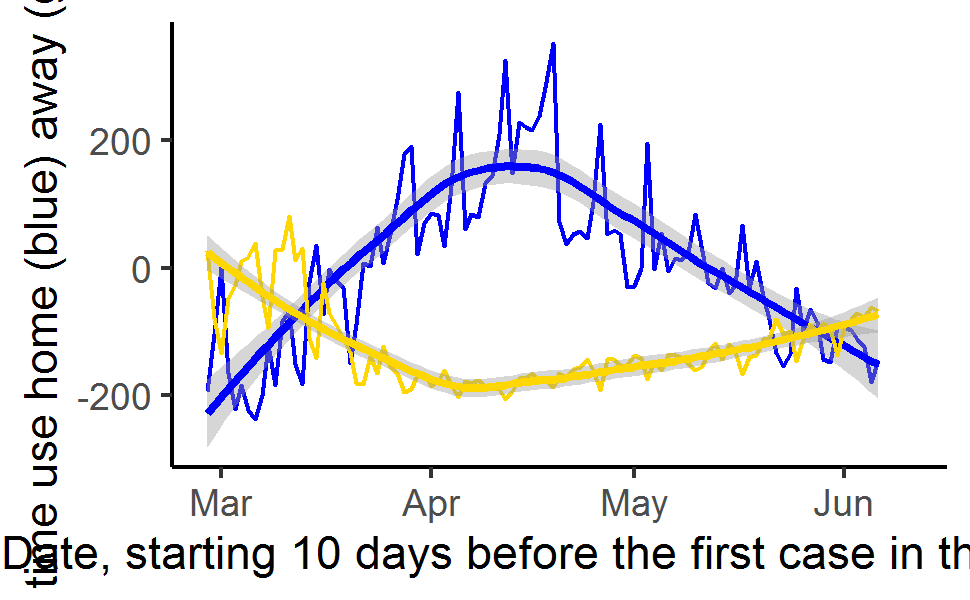 time use home (blue) away (g
200
0
-200
Mar Apr May Jun
Date, starting 10 days before the first case in th